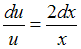 du/u = 2dx/x